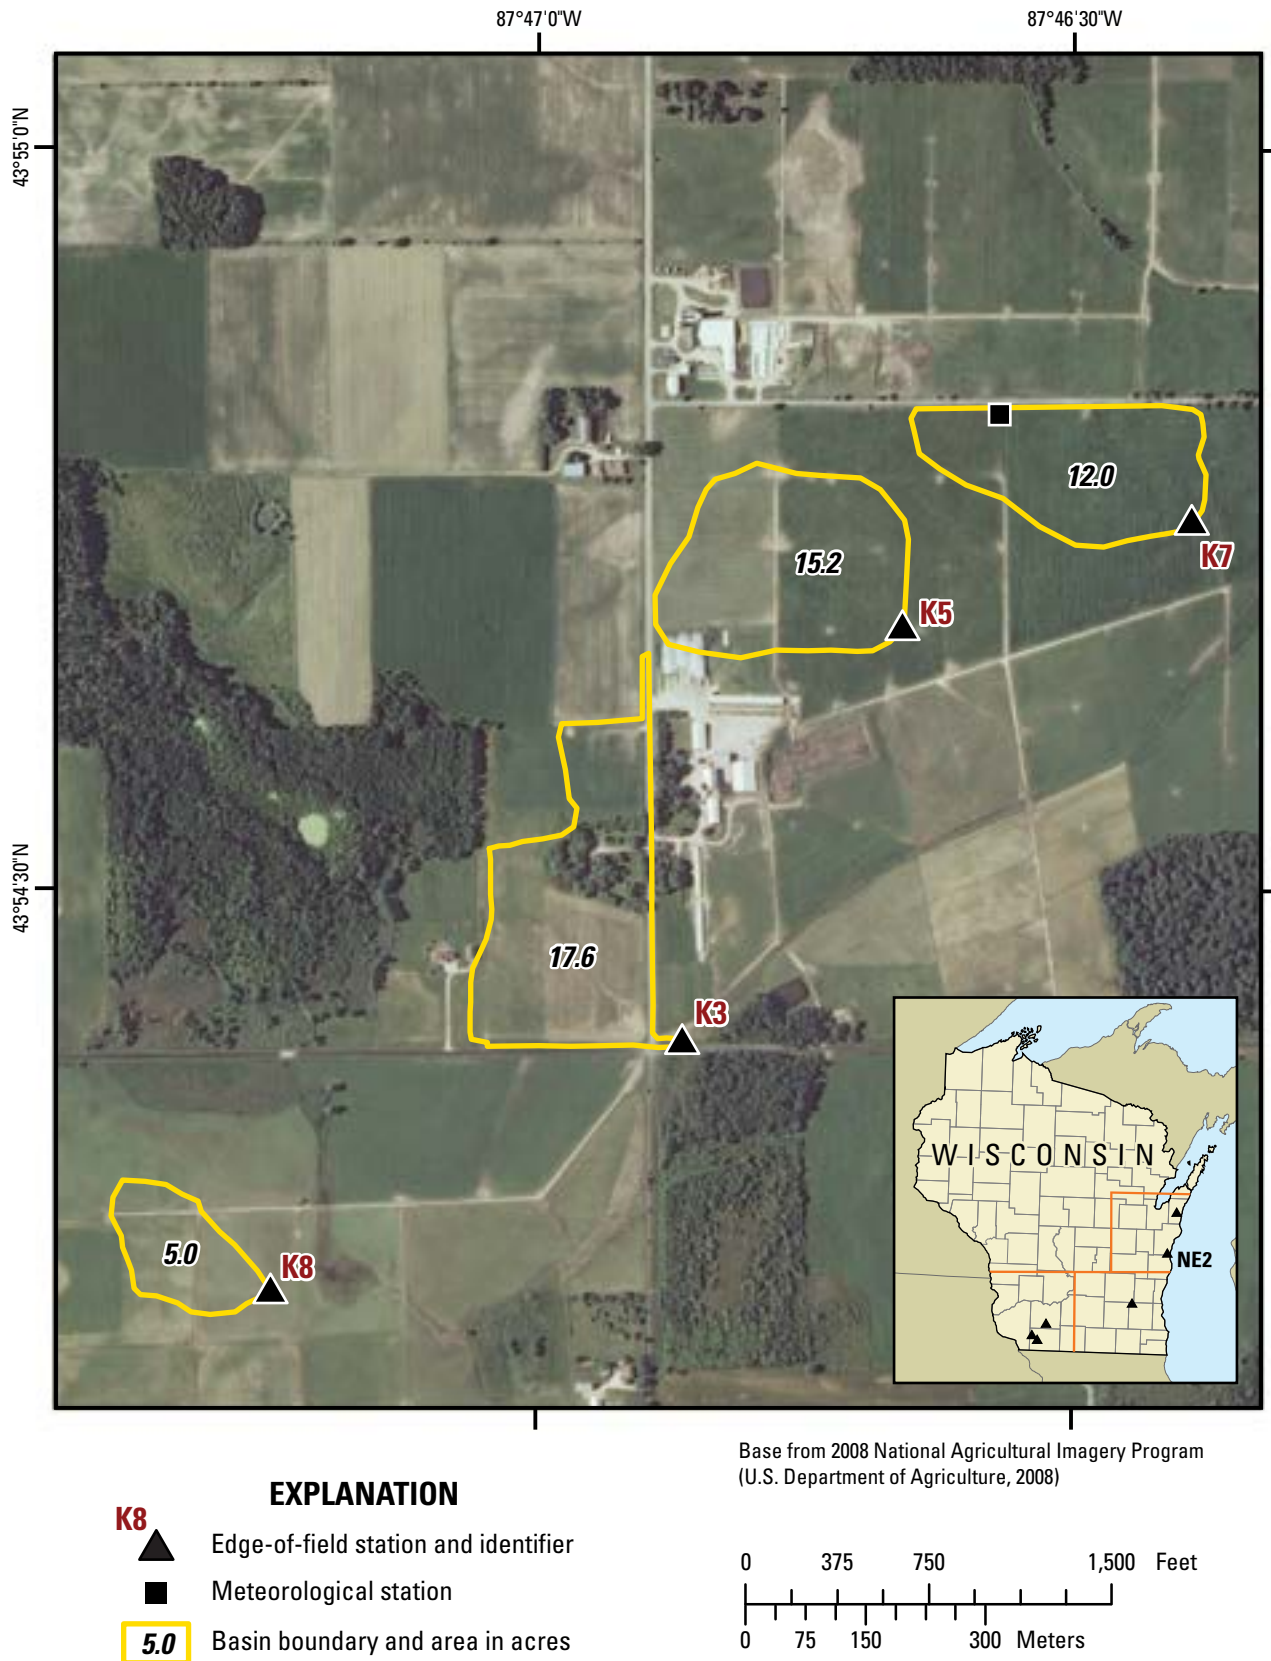 87°47'0"W 87°46'30"W
43°55'0"N
12.0
K7
15.2
K5
43°54'30"N
17.6
K3
WISCONSIN
NE2
5.0
K8
Base from 2008 National Agricultural Imagery Program
(U.S. Department of Agriculture, 2008)
EXPLANATION
K8
Edge-of-field station and identifier
Meteorological station
5.0 Basin boundary and area in acres
0 375 750 1,500 Feet
0 75 150 300 Meters